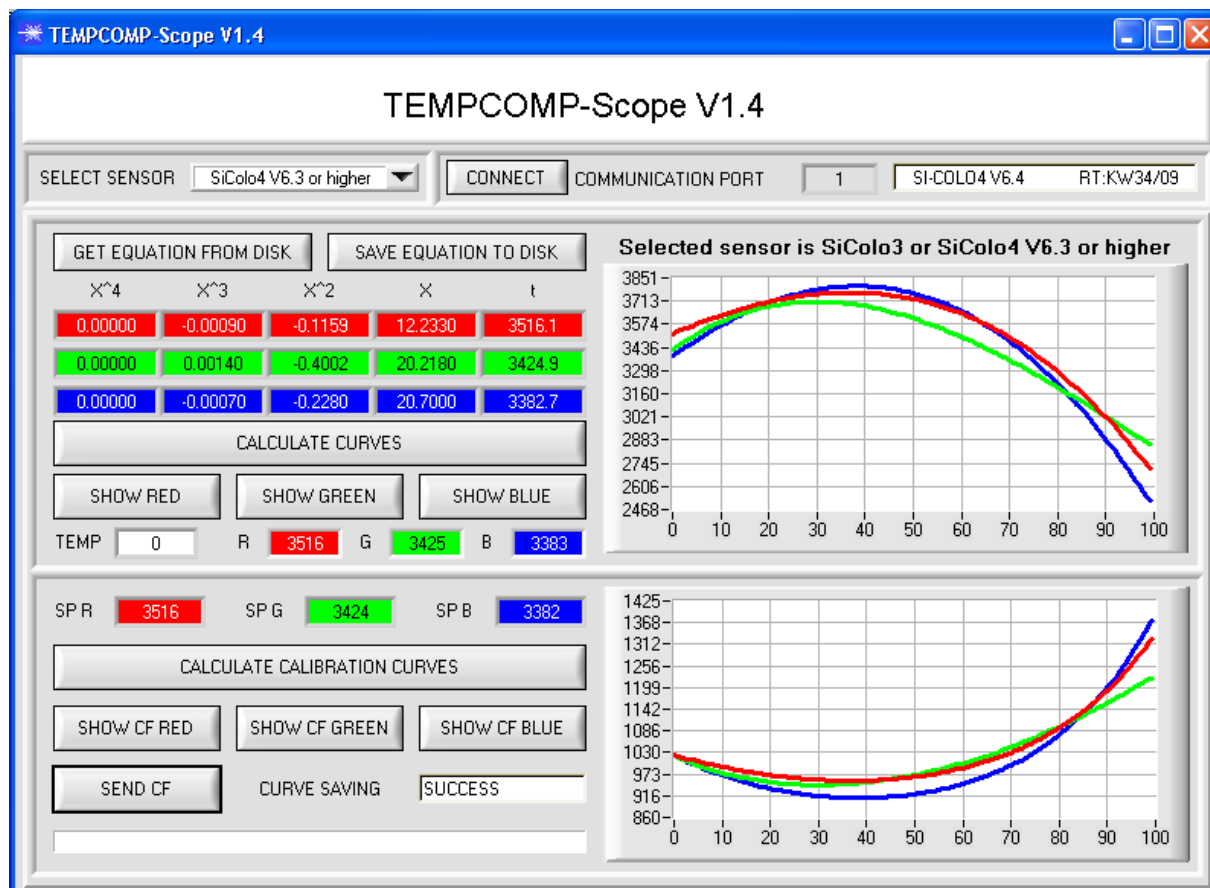 TEMPCOMP-Scope V1.4
TEMPCOMP-Scope V1.4
SELECT SENSOR SiColo4 V6.3 or higher CONNECT COMMUNICATION PORT 1 SI-COLO4 V6.4 RT:KW34/09
GET EQUATION FROM DISK SAVE EQUATION TO DISK
X^4 X^3 X^2 X t
0.00000 -0.00090 -0.1159 12.2330 3516.1
0.00000 0.00140 -0.4002 20.2180 3424.9
0.00000 -0.00070 -0.2280 20.7000 3382.7
CALCULATE CURVES
SHOW RED SHOW GREEN SHOW BLUE
TEMP 0 R 3516 G 3425 B 3383
Selected sensor is SiColo3 or SiColo4 V6.3 or higher
3851
3713
3574
3436
3298
3160
3021
2883
2745
2606
2468
0 10 20 30 40 50 60 70 80 90 100
SP R 3516 SP G 3424 SP B 3382
CALCULATE CALIBRATION CURVES
SHOW CF RED SHOW CF GREEN SHOW CF BLUE
SEND CF CURVE SAVING SUCCESS
1425
1368
1312
1256
1199
1142
1086
1030
973
916
860
0 10 20 30 40 50 60 70 80 90 100